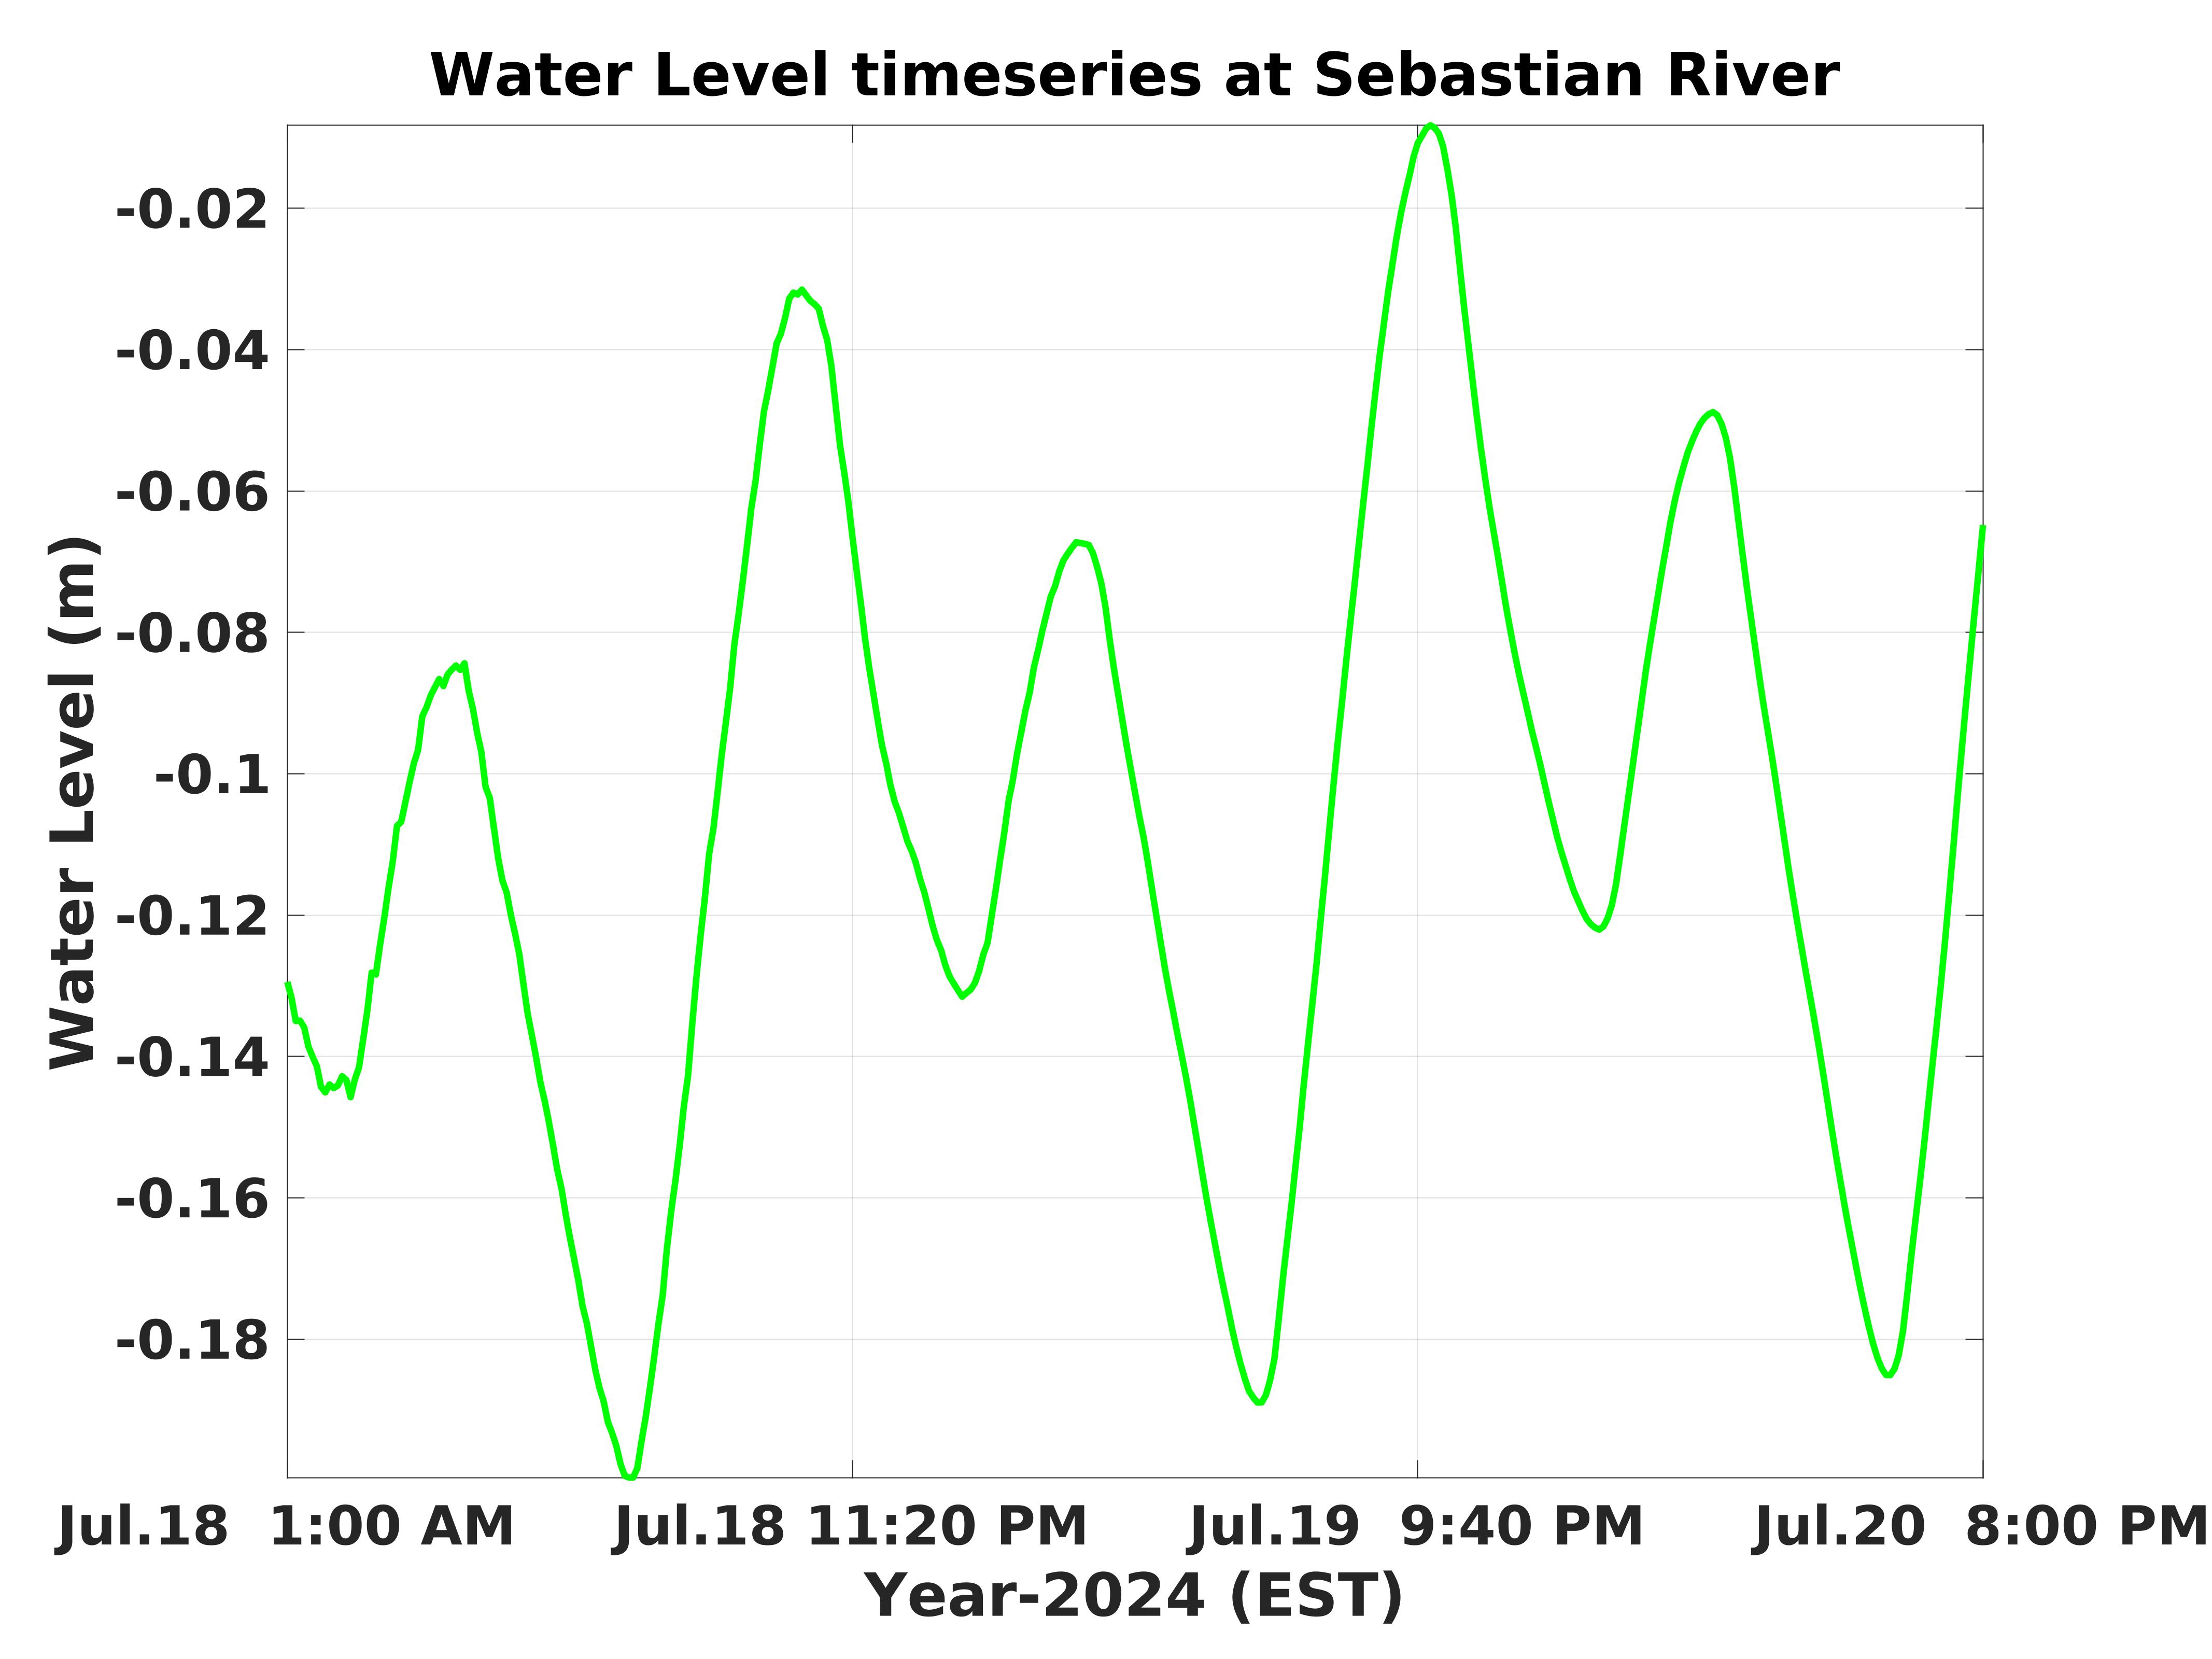 Water Level timeseries at Sebastian River
Water Level (m)
-0.02
-0.04
-0.06
-0.08
-0.1
-0.12
-0.14
-0.16
-0.18
Jul.18 1:00 AM
Jul.18 11:20 PM
Jul.19 9:40 PM
Jul.20 8:00 PM
Year-2024 (EST)